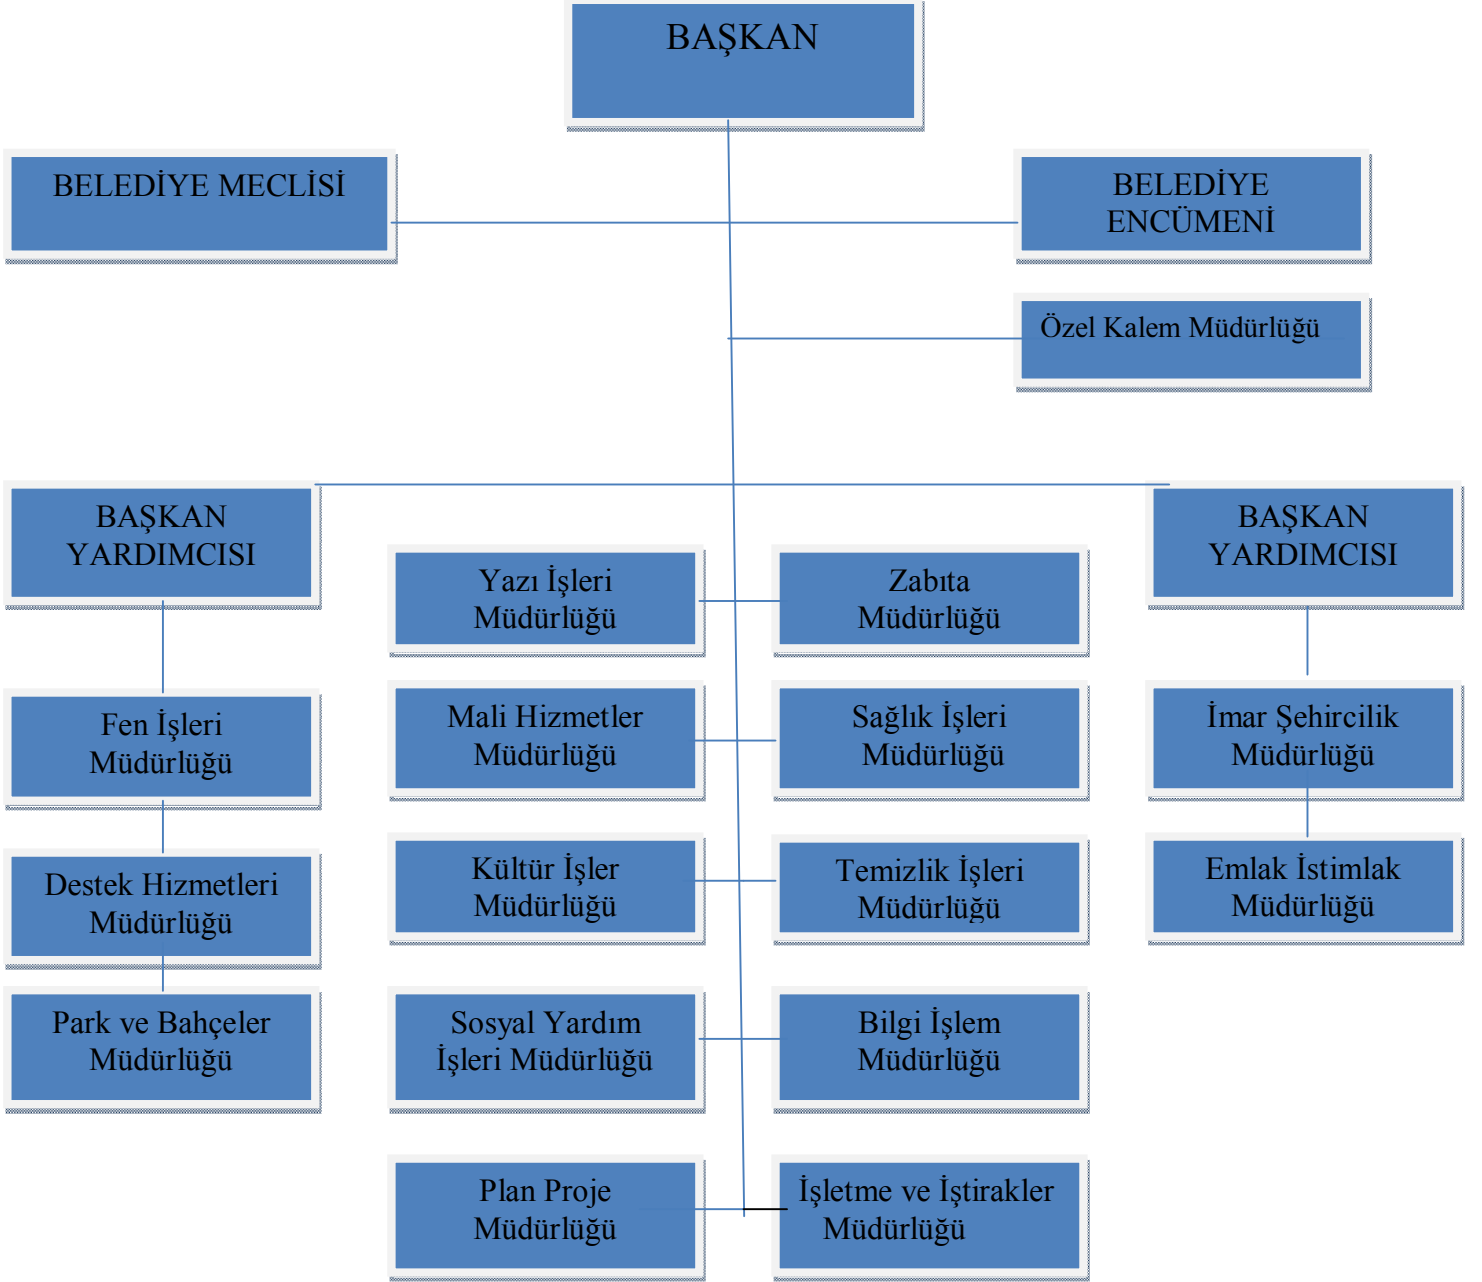 BAŞKAN
BELEDİYE MECLİSİ
BELEDİYE
ENCÜMENİ
Özel Kalem Müdürlüğü
BAŞKAN
YARDIMCISI
BAŞKAN
YARDIMCISI
Yazı İşleri
Müdürlüğü
Zabıta
Müdürlüğü
Fen İşleri
Müdürlüğü
Mali Hizmetler
Müdürlüğü
Sağlık İşleri
Müdürlüğü
İmar Şehircilik
Müdürlüğü
Destek Hizmetleri
Müdürlüğü
Kültür İşler
Müdürlüğü
Temizlik İşleri
Müdürlüğü
Emlak İstimlak
Müdürlüğü
Park ve Bahçeler
Müdürlüğü
Sosyal Yardım
İşleri Müdürlüğü
Bilgi İşlem
Müdürlüğü
Plan Proje
Müdürlüğü
İşletme ve İştirakler
Müdürlüğü